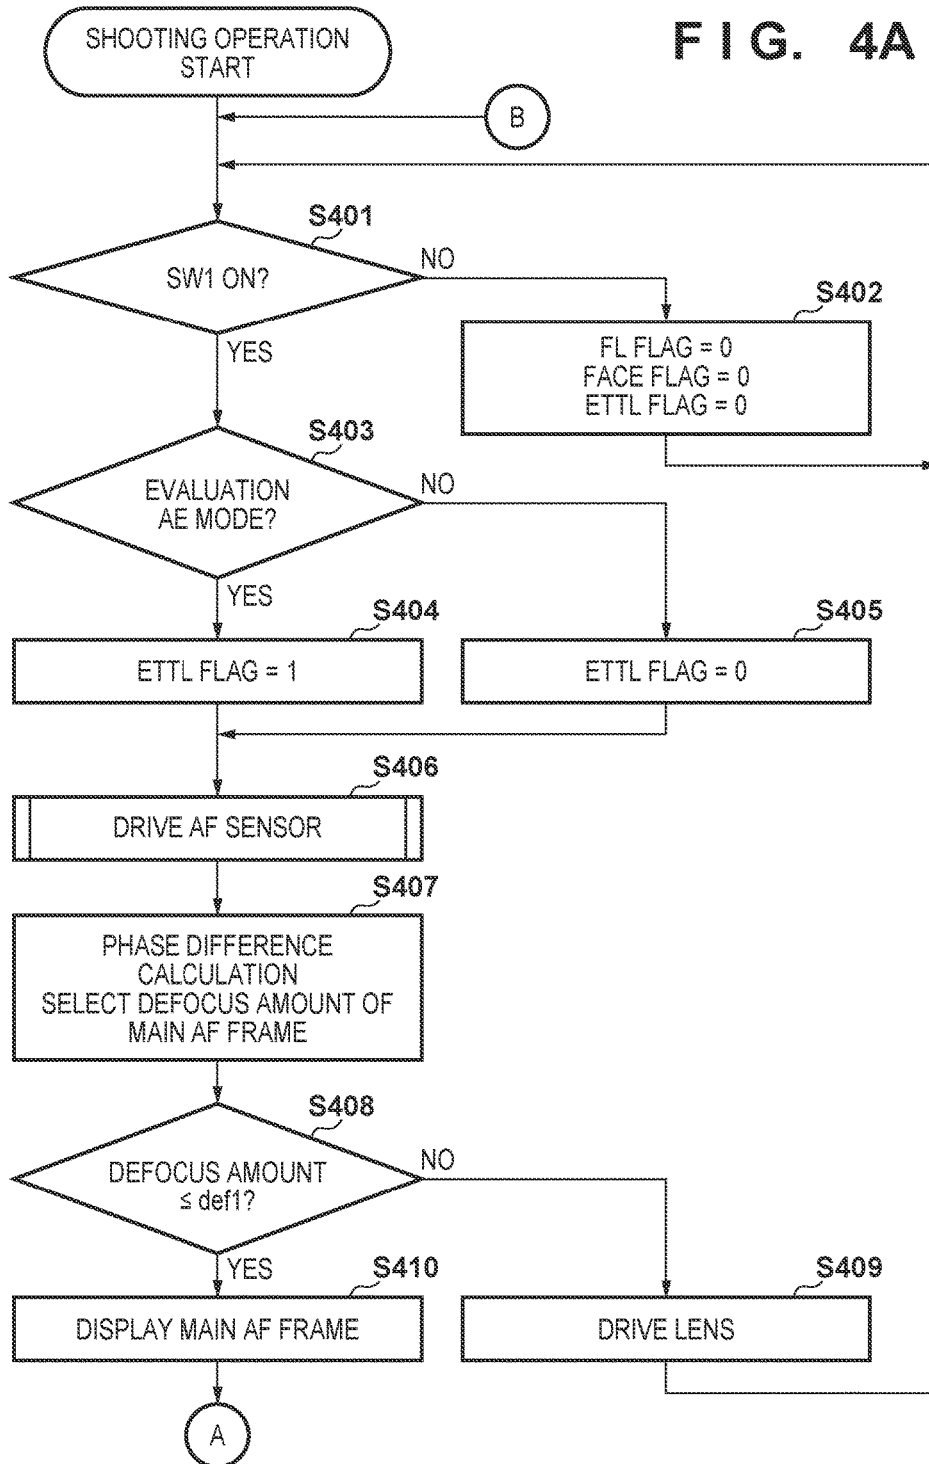 FIG. 4A
SHOOTING OPERATION
START
B
S401
SW1 ON?
NO
YES
S402
FL FLAG = 0
FACE FLAG = 0
ETTL FLAG = 0
S403
EVALUATION
AE MODE?
NO
YES
S404
ETTL FLAG = 1
S405
ETTL FLAG = 0
S406
DRIVE AF SENSOR
S407
PHASE DIFFERENCE
CALCULATION
SELECT DEFOCUS AMOUNT OF
MAIN AF FRAME
S408
DEFOCUS AMOUNT
≤ def1?
NO
YES
S410
DISPLAY MAIN AF FRAME
S409
DRIVE LENS
A